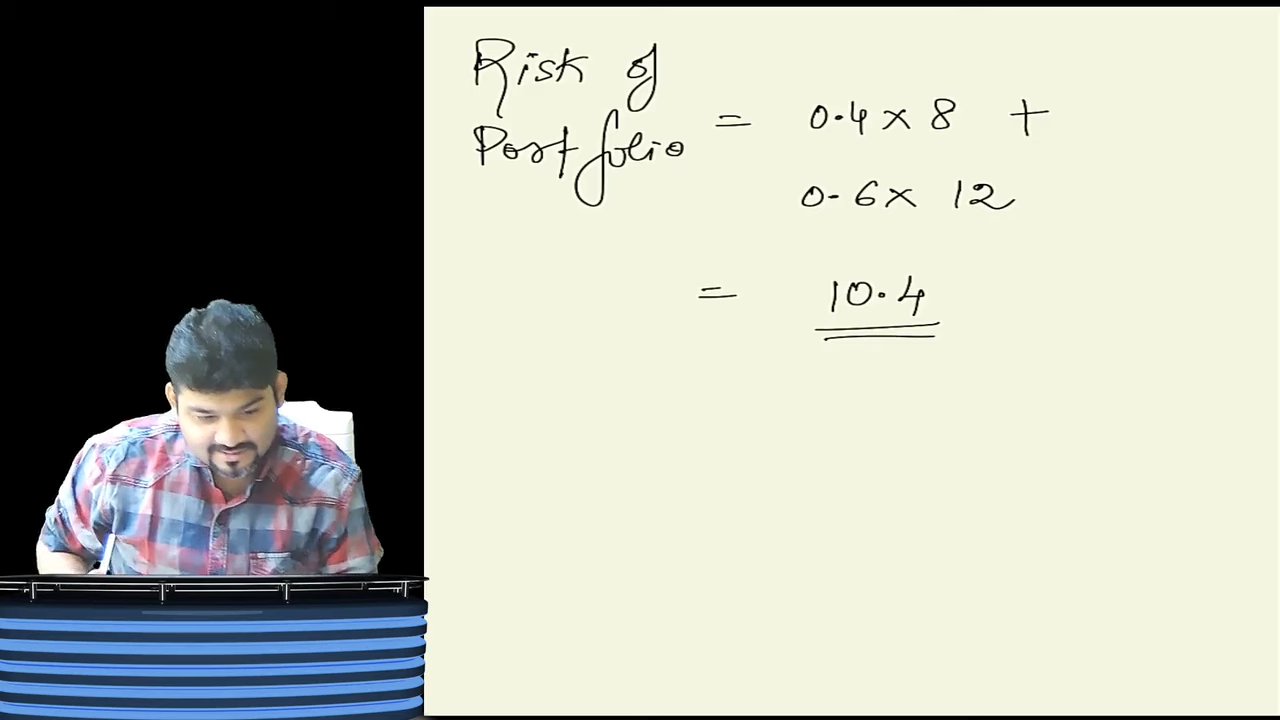 Risk of
Portfolio = 0.4 × 8 +
0.6 × 12
= 10.4